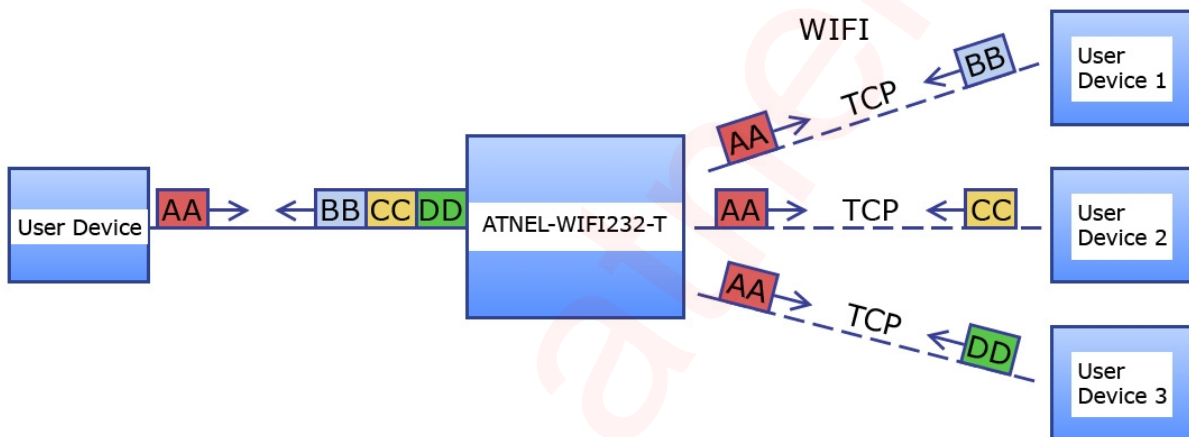 WIFI
User
Device 1
BB
TCP
AA
User Device
AA
BB CC DD
ATNEL-WIFI232-T
AA
TCP
CC
User
Device 2
AA
TCP
DD
User
Device 3
atnel